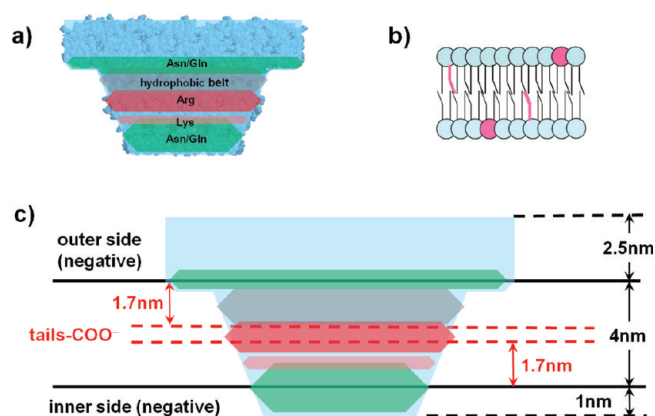 a)
Asn/Gln
hydrophobic belt
Arg
Lys
Asn/Gln
b)
c)
outer side
(negative)
2.5nm
1.7nm
tails-COO⁻
4nm
1.7nm
inner side (negative)
1nm